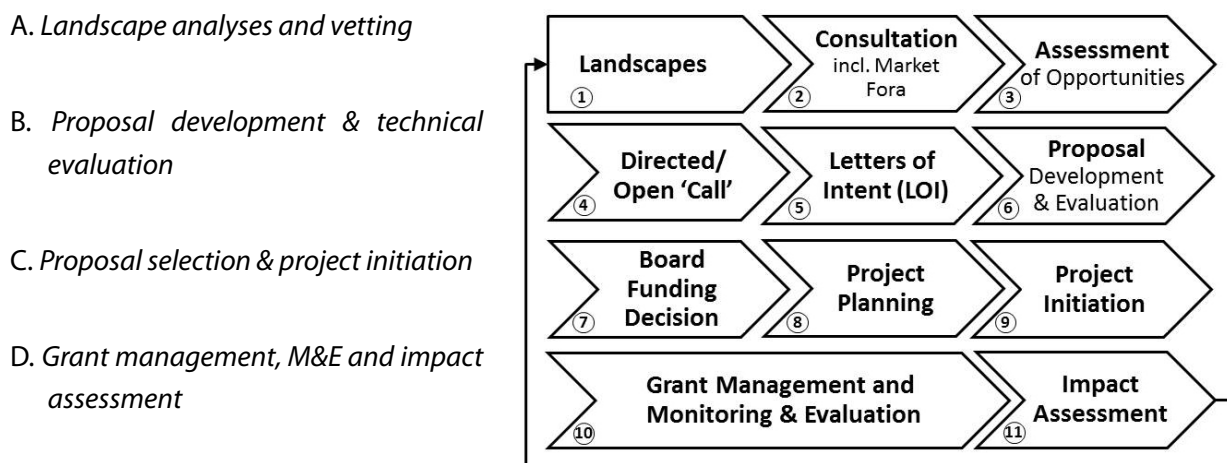 A. Landscape analyses and vetting
B. Proposal development & technical
evaluation
C. Proposal selection & project initiation
D. Grant management, M&E and impact
assessment
Landscapes
1
Consultation
incl. Market
Fora
2
Assessment
of Opportunities
3
Directed/
Open ‘Call’
4
Letters of
Intent (LOI)
5
Proposal
Development
& Evaluation
6
Board
Funding
Decision
7
Project
Planning
8
Project
Initiation
9
Grant Management and
Monitoring & Evaluation
10
Impact
Assessment
11